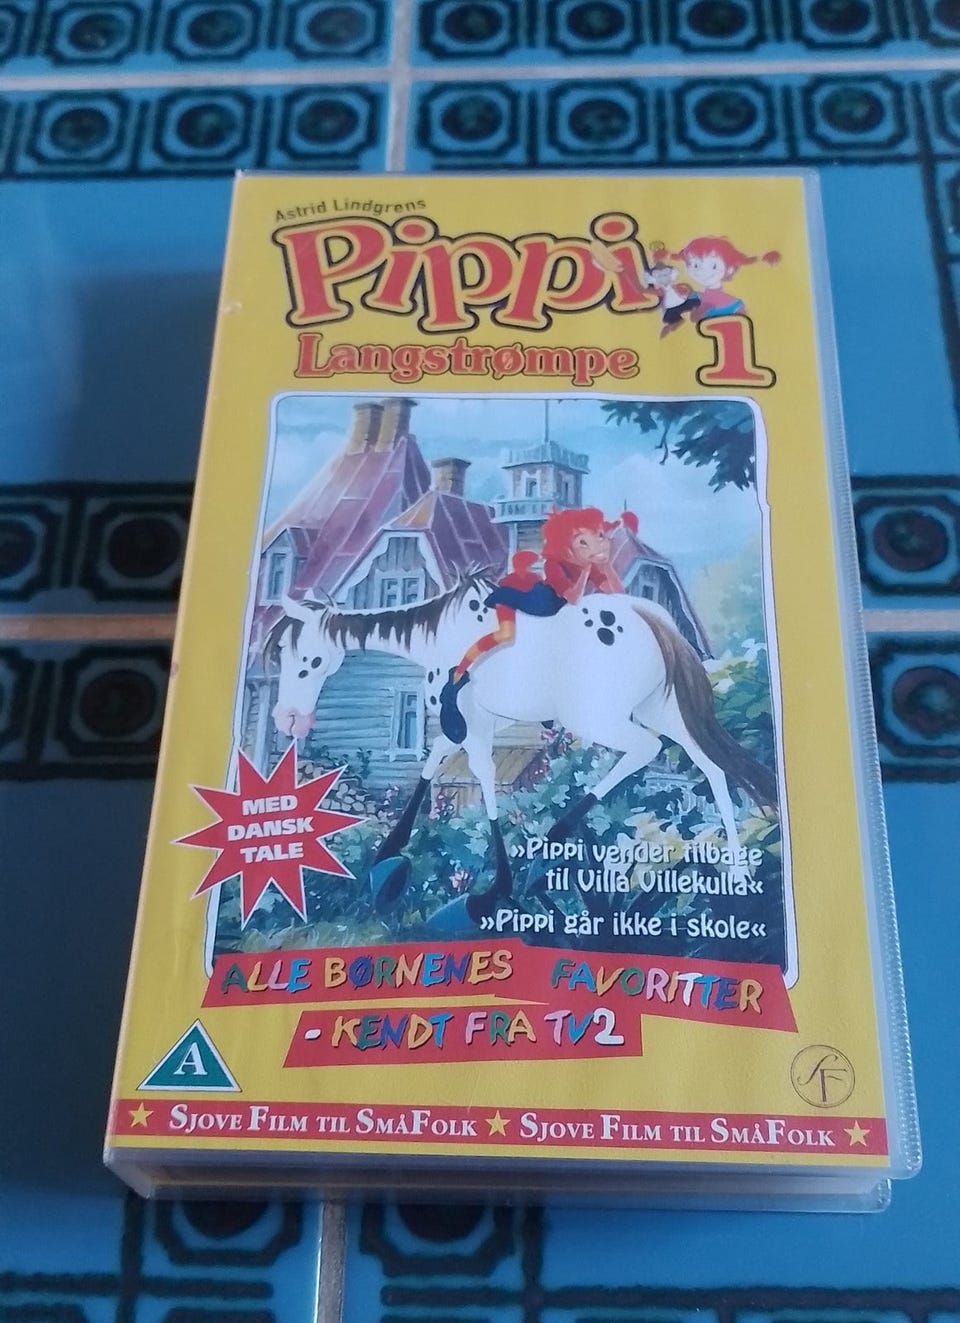 Astrid Lindgrens
Pippi
Langstrømpe
1
MED
DANSK
TALE
»Pippi vender tilbage
til Villa Villekulla«
»Pippi går ikke i skole«
ALLE BØRNENES FAVORITTER
- KENDT FRA TV2
A
SF
★ SJOVE FILM TIL SMÅFOLK ★ SJOVE FILM TIL SMÅFOLK ★